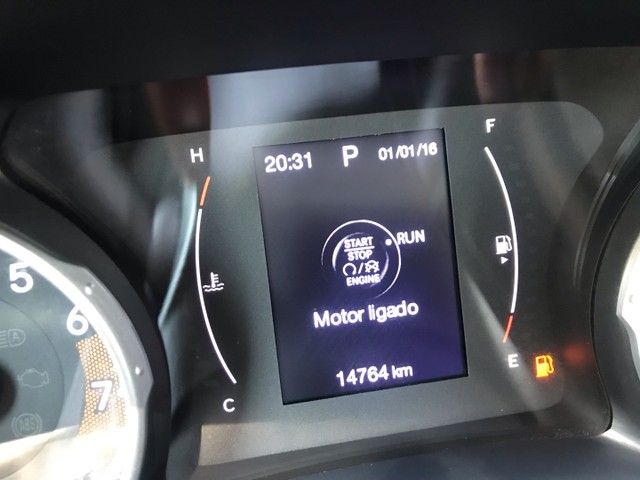 20:31 P 01/01/16
H
F
START
STOP
RUN
ENGINE
Motor ligado
14764 km
C
E
5
6
7